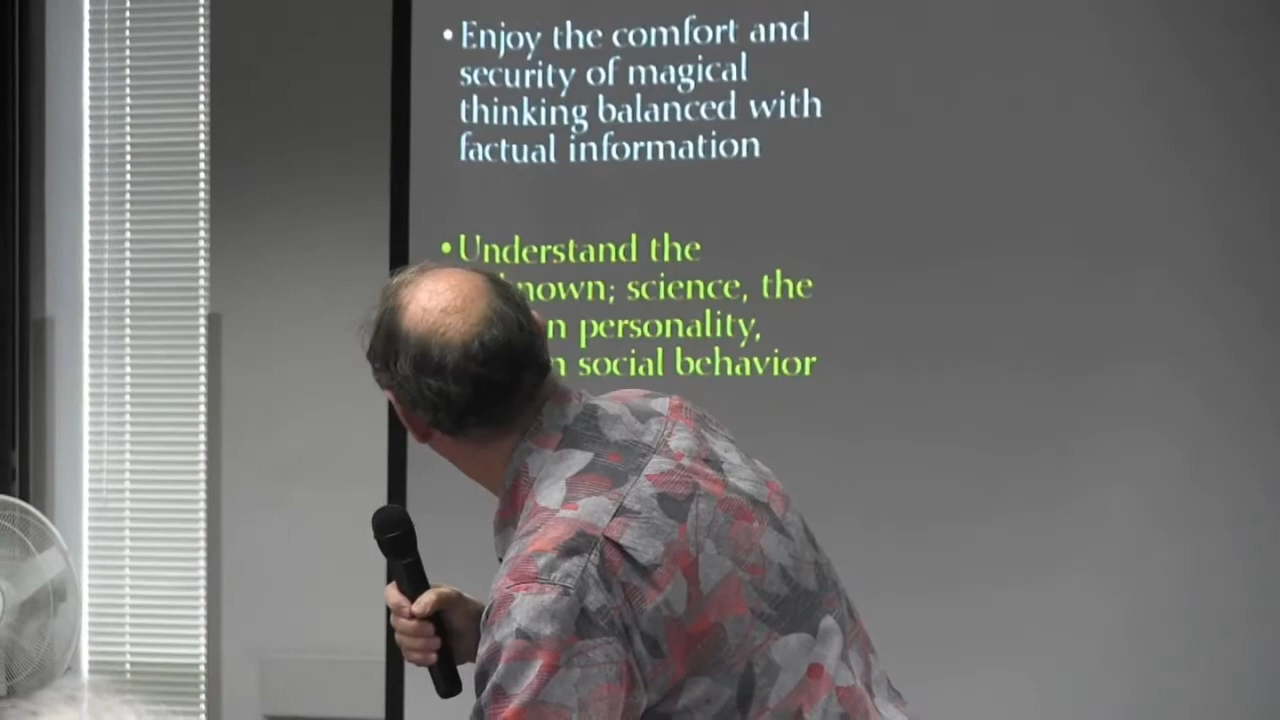 • Enjoy the comfort and
security of magical
thinking balanced with
factual information
• Understand the
; science, the
personality,
social behavior